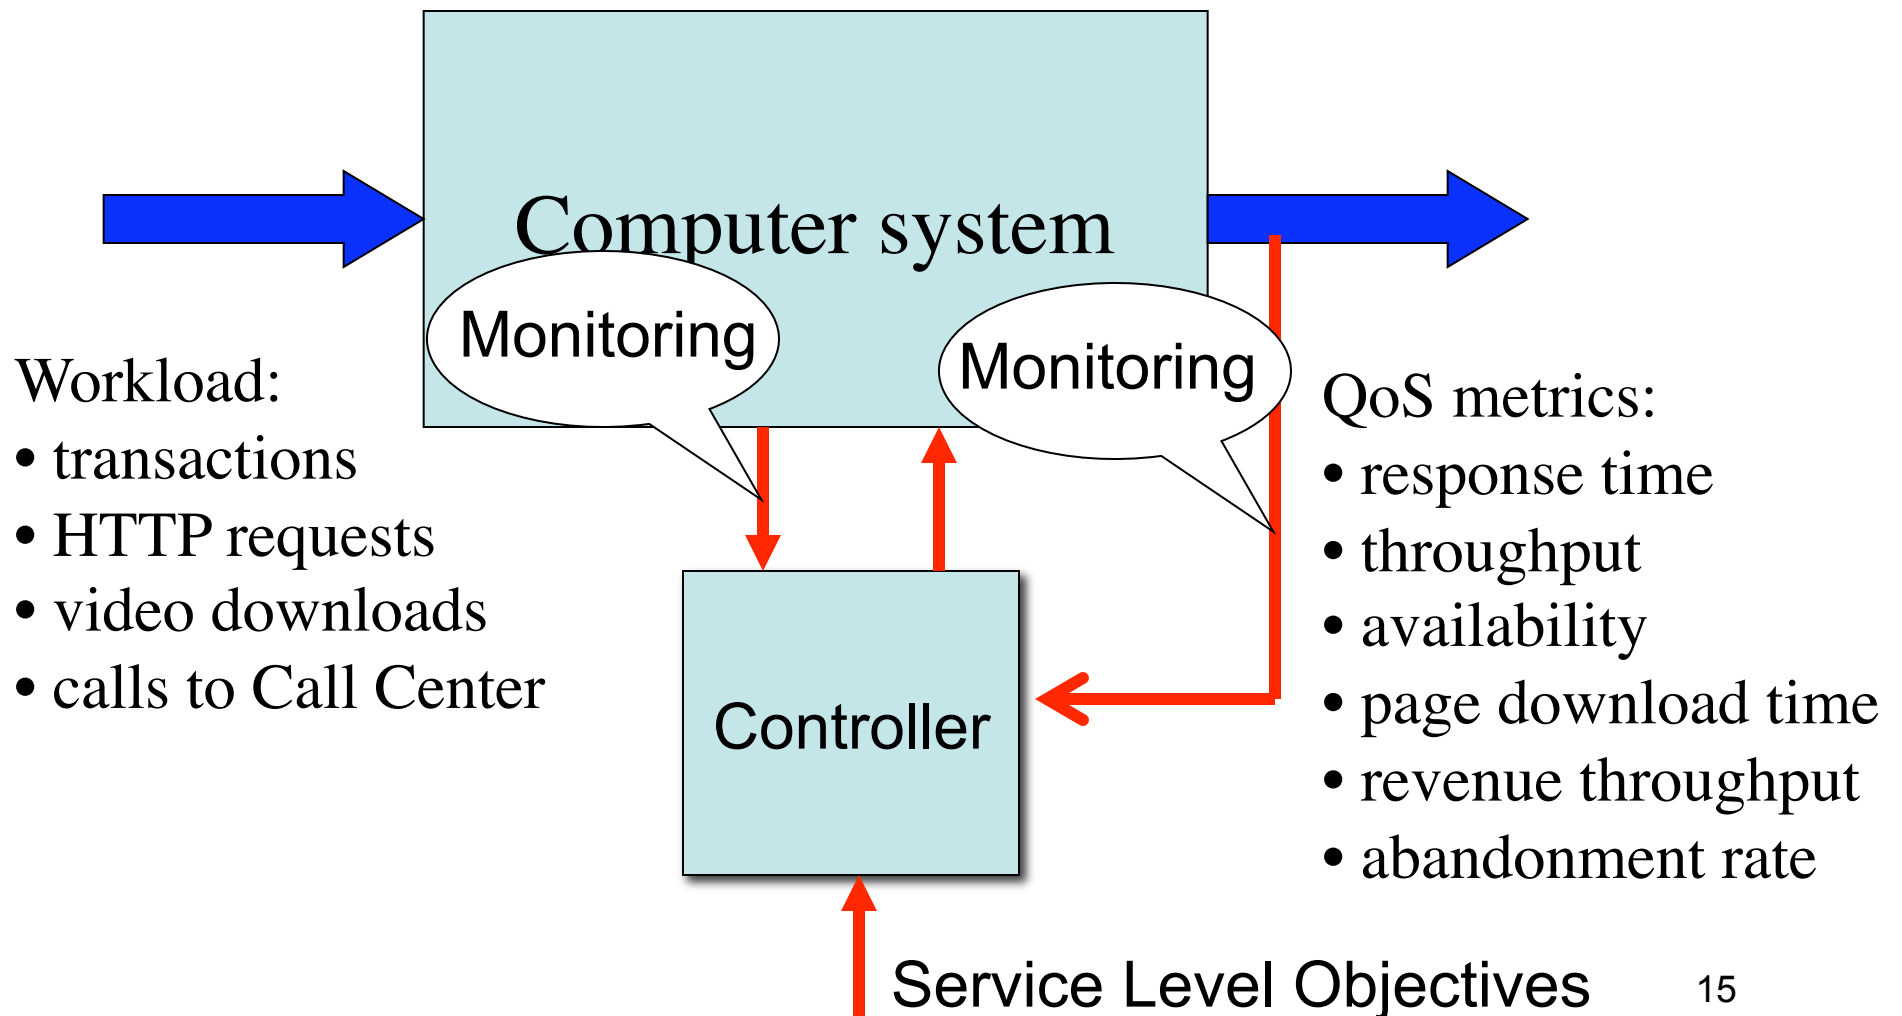 Computer system
Monitoring
Monitoring
Workload:
• transactions
• HTTP requests
• video downloads
• calls to Call Center
QoS metrics:
• response time
• throughput
• availability
• page download time
• revenue throughput
• abandonment rate
Controller
Service Level Objectives
15